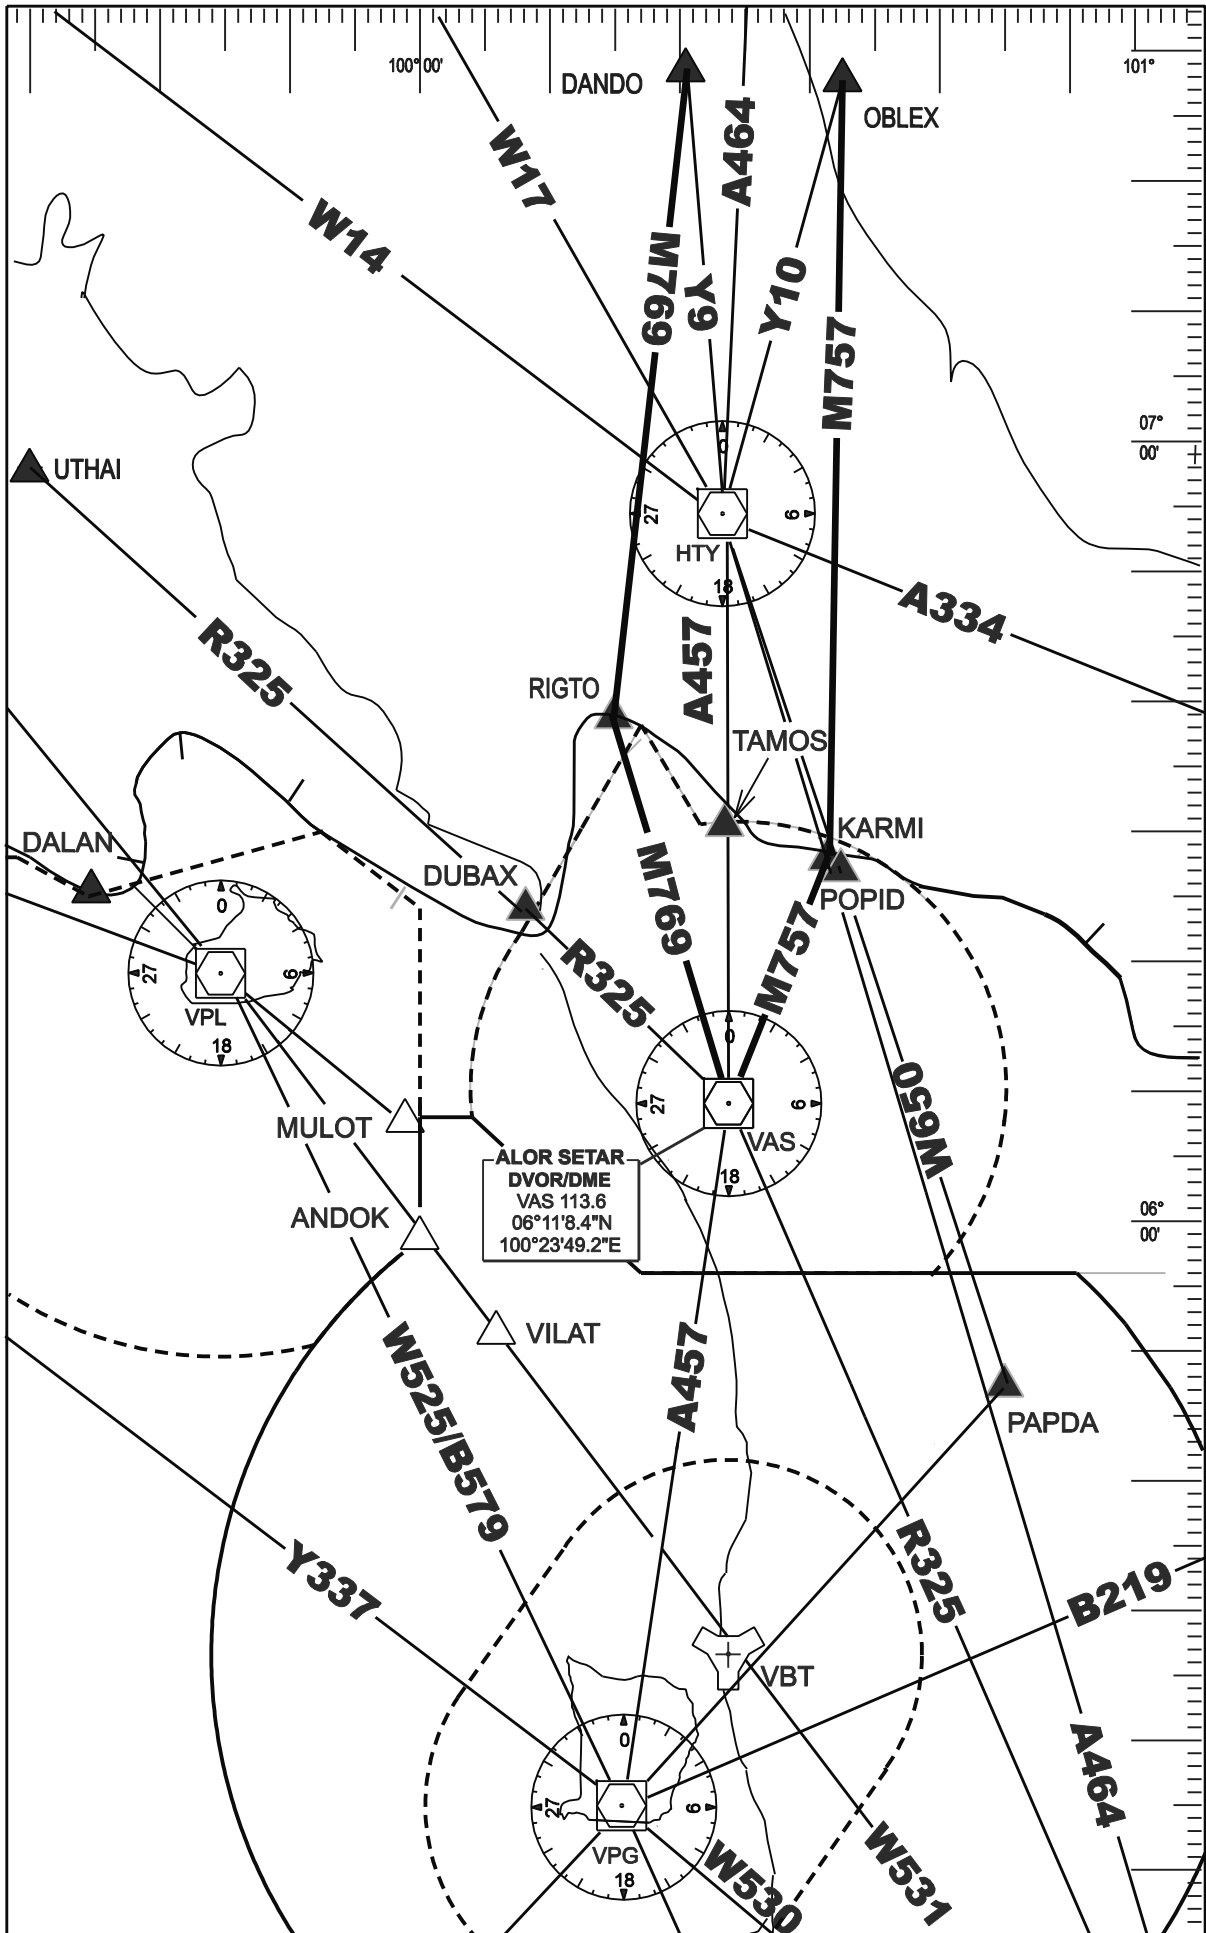 100° 00'
101°
DANDO
OBLEX
A464
W17
W14
M769
Y9
Y10
M757
07°
00'
UTHAI
0
27
6
HTY
18
A334
R325
A457
RIGTO
TAMOS
DALAN
KARMI
DUBAX
POPID
M769
M757
R325
0
27
6
VPL
18
0
27
6
VAS
18
W650
MULOT
ALOR SETAR
DVOR/DME
VAS 113.6
06°11'8.4"N
100°23'49.2"E
ANDOK
06°
00'
VILAT
W525/B579
A457
PAPDA
Y337
R325
B219
VBT
0
27
6
VPG
18
A464
W530
W531